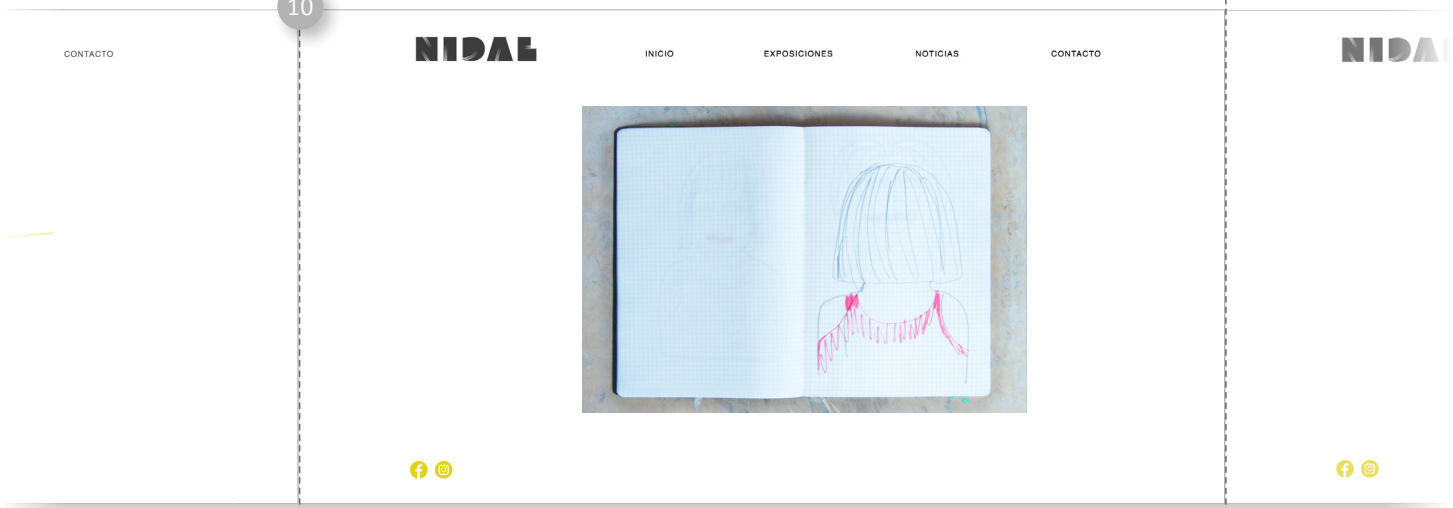 10
CONTACTO
NIDAL
INICIO
EXPOSICIONES
NOTICIAS
CONTACTO
NIDA